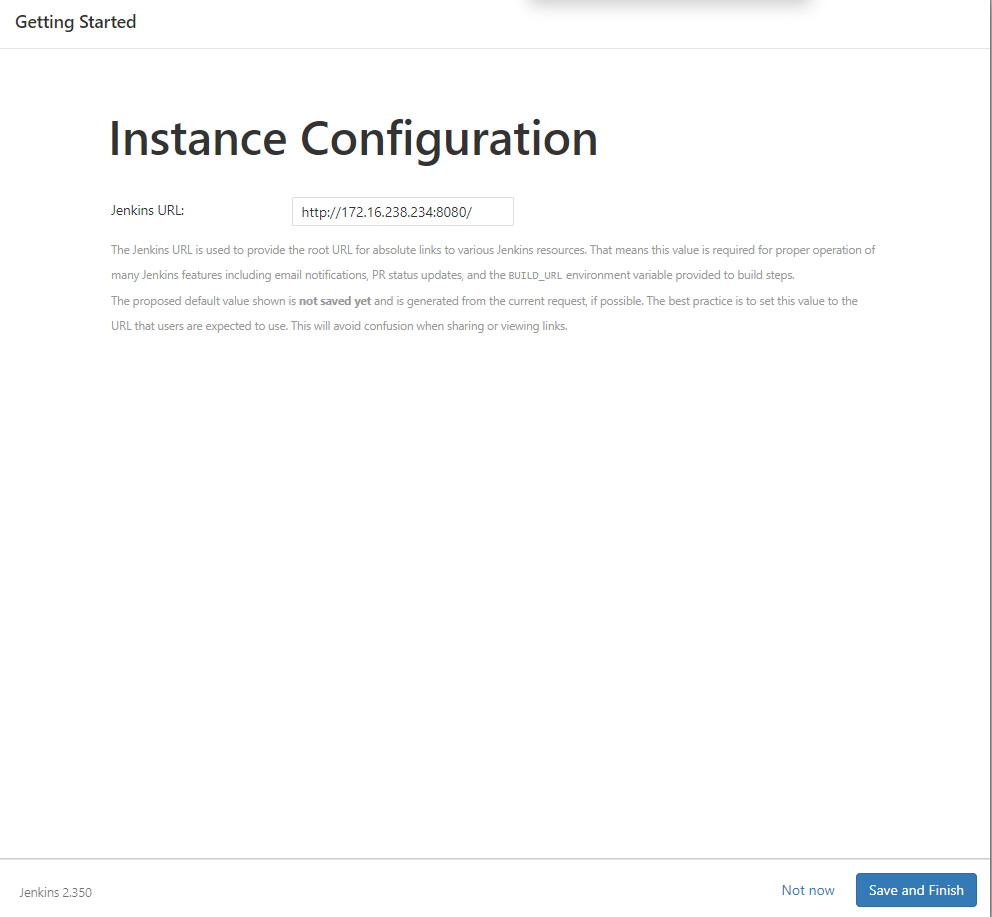 Getting Started
Instance Configuration
Jenkins URL: http://172.16.238.234:8080/
The Jenkins URL is used to provide the root URL for absolute links to various Jenkins resources. That means this value is required for proper operation of
many Jenkins features including email notifications, PR status updates, and the BUILD_URL environment variable provided to build steps.
The proposed default value shown is not saved yet and is generated from the current request, if possible. The best practice is to set this value to the
URL that users are expected to use. This will avoid confusion when sharing or viewing links.
Jenkins 2.350 Not now Save and Finish